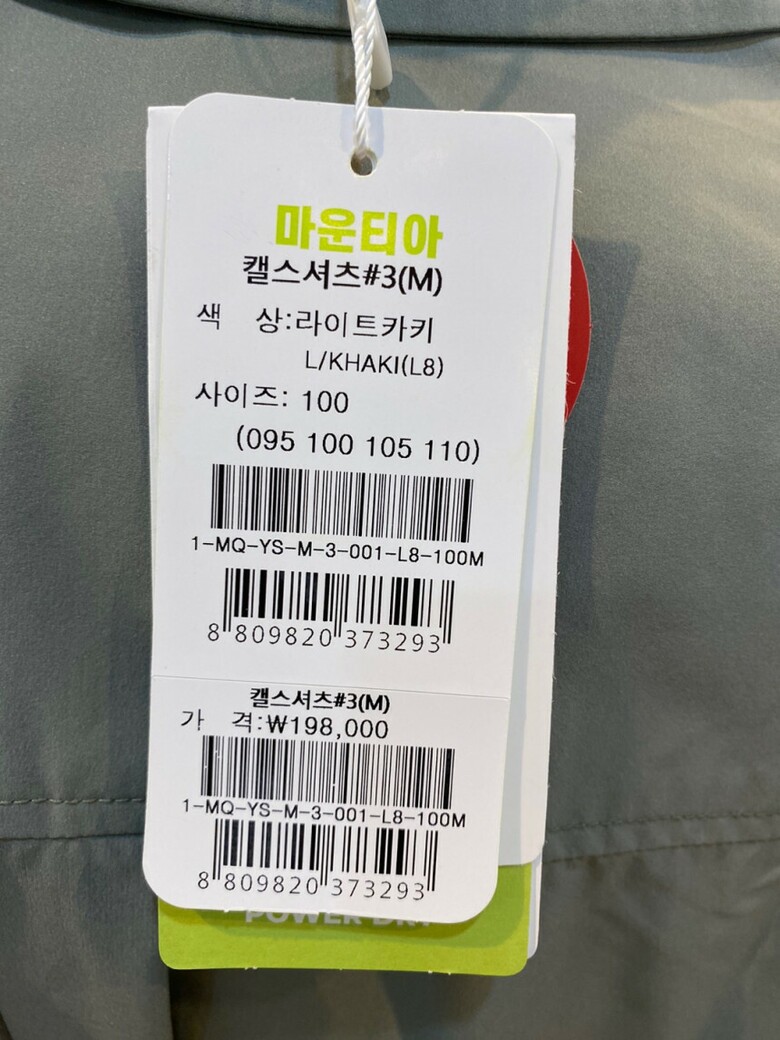 마운티아
캘스셔츠#3(M)
색 상:라이트카키
L/KHAKI(L8)
사이즈: 100
(095 100 105 110)
1-MQ-YS-M-3-001-L8-100M
8 809820 373293
캘스셔츠#3(M)
가 격:₩198,000
1-MQ-YS-M-3-001-L8-100M
8 809820 373293
POWER DRY